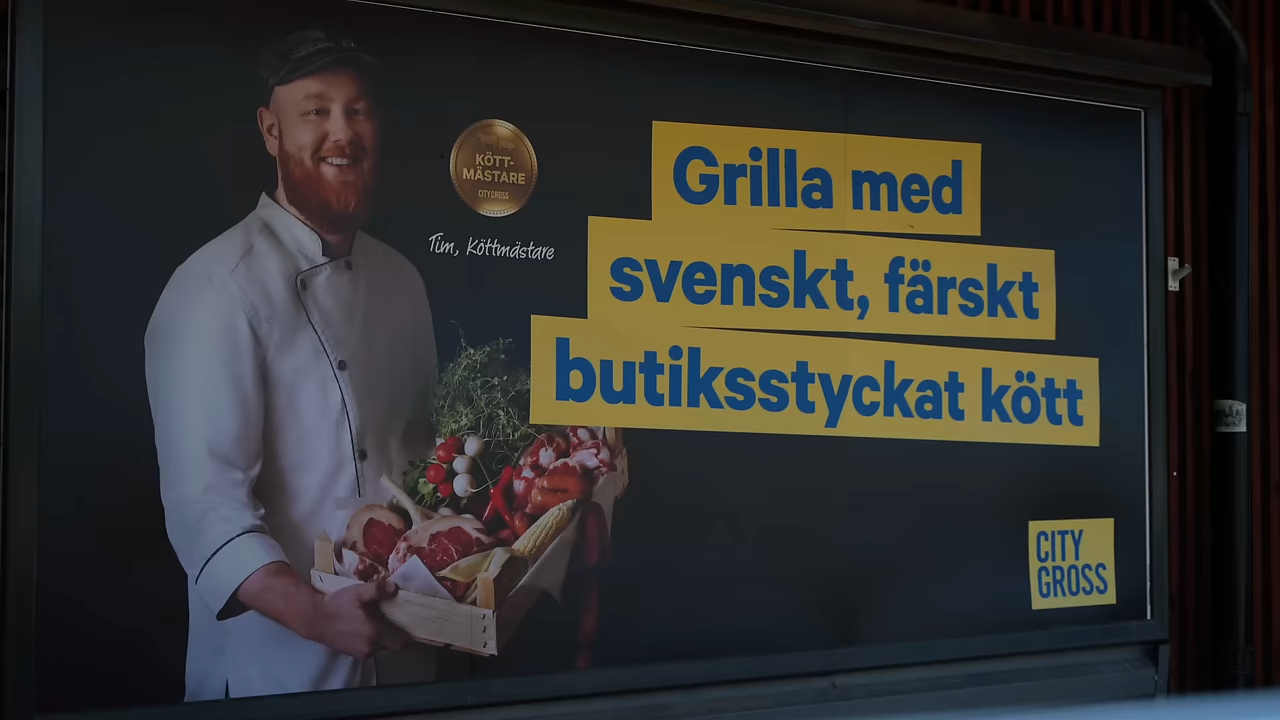 KÖTT-
MÄSTARE
CITY GROSS
Tim, Köttmästare
Grilla med
svenskt, färskt
butiksstyckat kött
CITY
GROSS